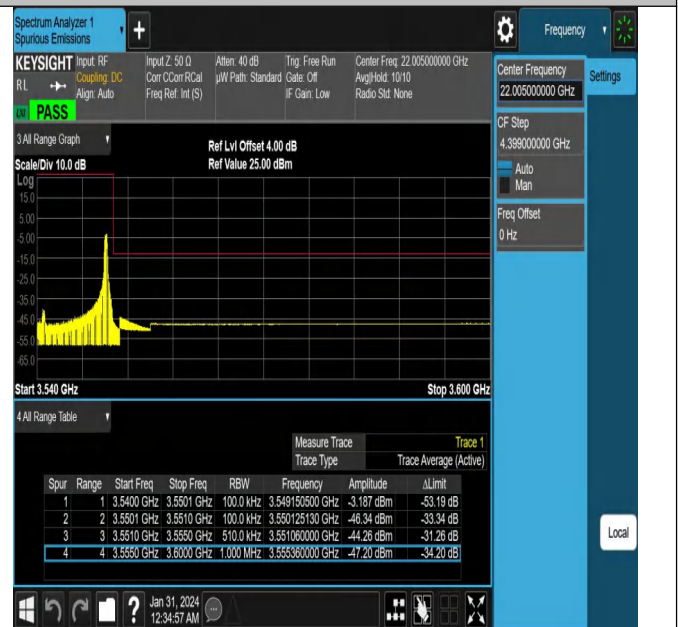 Spectrum Analyzer 1
Spurious Emissions
+
Frequency
KEYSIGHT Input: RF Input Z: 50 Ω Atten: 40 dB Trig: Free Run Center Freq: 22.005000000 GHz
RL Coupling: DC Corr CCorr RCal µW Path: Standard Gate: Off Avg|Hold: 10/10
Align: Auto Freq Ref: Int (S) IF Gain: Low Radio Std: None
LXI PASS
Center Frequency
22.005000000 GHz
Settings
CF Step
4.399000000 GHz
Auto
Man
Freq Offset
0 Hz
3 All Range Graph
Ref Lvl Offset 4.00 dB
Scale/Div 10.0 dB Ref Value 25.00 dBm
Log
15.0
5.00
-5.00
-15.0
-25.0
-35.0
-45.0
-55.0
-65.0
Start 3.540 GHz Stop 3.600 GHz
4 All Range Table
Measure Trace Trace 1
Trace Type Trace Average (Active)
Spur Range Start Freq Stop Freq RBW Frequency Amplitude ΔLimit
1 1 3.5400 GHz 3.5501 GHz 100.0 kHz 3.549150500 GHz -3.187 dBm -53.19 dB
2 2 3.5501 GHz 3.5510 GHz 100.0 kHz 3.550125130 GHz -46.34 dBm -33.34 dB
3 3 3.5510 GHz 3.5550 GHz 510.0 kHz 3.551060000 GHz -44.26 dBm -31.26 dB
4 4 3.5550 GHz 3.6000 GHz 1.000 MHz 3.555360000 GHz -47.20 dBm -34.20 dB
Local
? Jan 31, 2024
12:34:57 AM